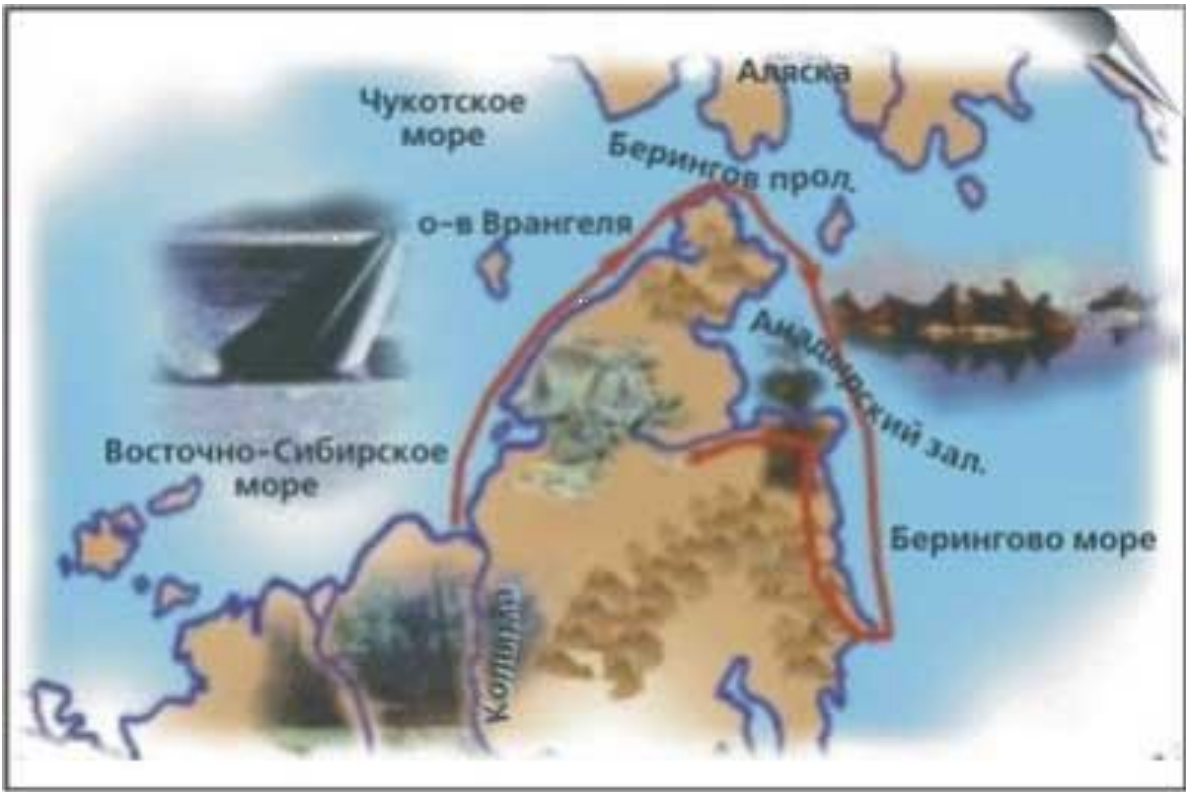 Аляска
Чукотское
море
Берингов прол.
о-в Врангеля
Анадырский зал.
Восточно-Сибирское
море
Берингово море
Колыма